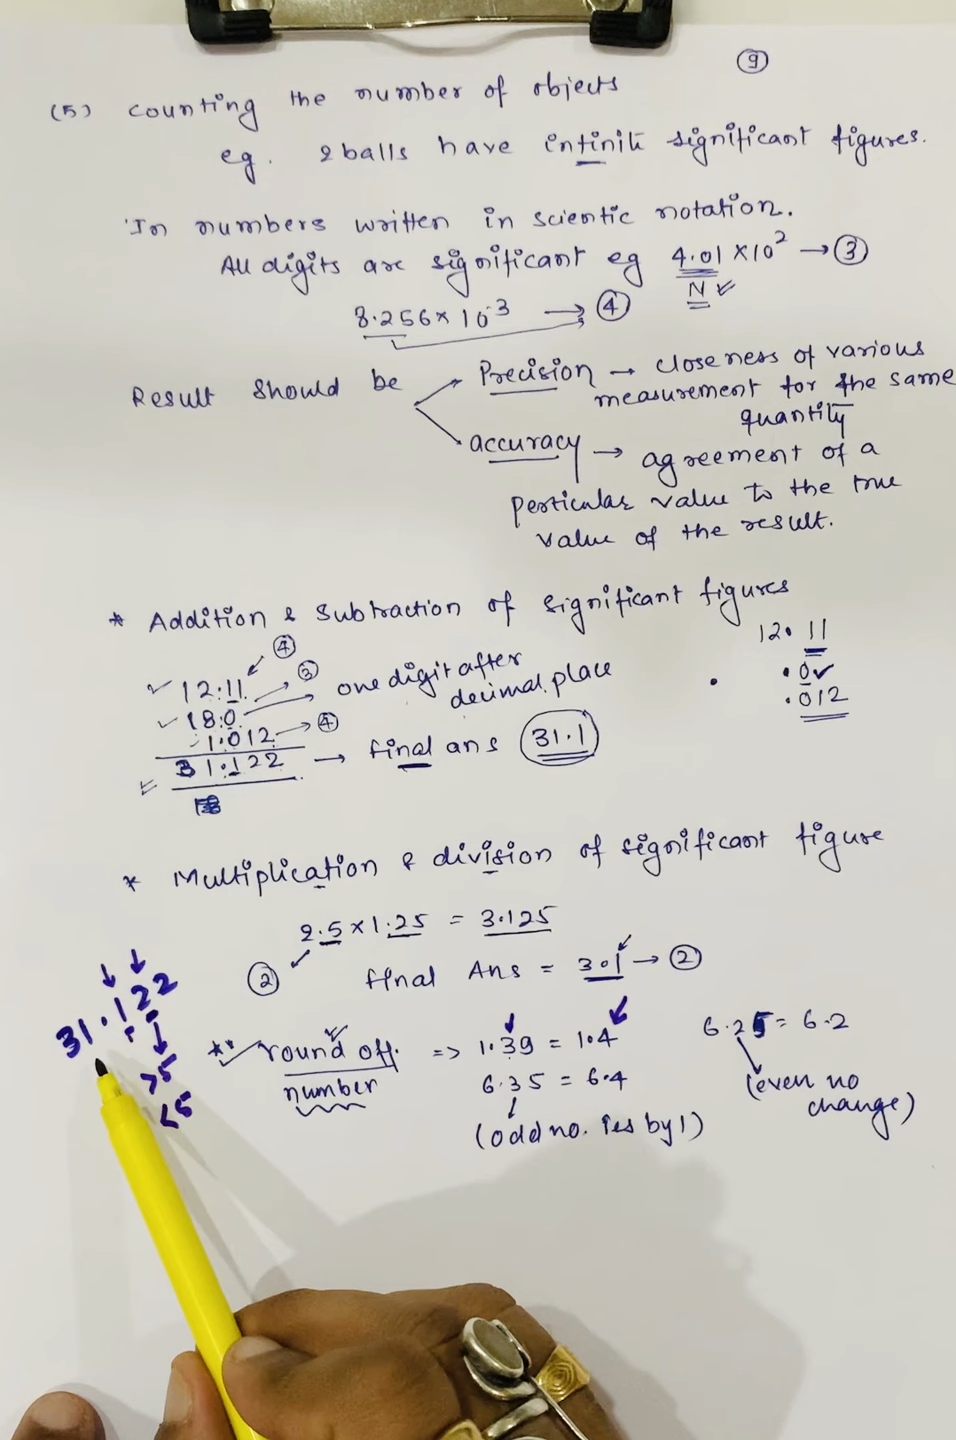 9
(5) counting the number of objects
eg. 2 balls have infinite significant figures.
In numbers written in scientic notation.
All digits are significant eg 4.01 × 10² → ③
N ✓
8.256 × 10⁻³ → ④
Result should be
Precision → closeness of various
measurement for the same
quantity
accuracy → agreement of a
perticular value to the true
value of the result.
* Addition & subtraction of significant figures
✓ 12.11 ← ④
✓ 18.0 → ③ → one digit after
decimal place
✓ 1.012 → ④
31.122 → final ans 31.1
12.11
.0✓
.012
* Multiplication & division of significant figure
2.5 × 1.25 = 3.125
②
final Ans = 3.1 → ②
31.122
>5
<5
** round off
number
=> 1.39 = 1.4
6.35 = 6.4
(odd no. ↑es by 1)
6.25 = 6.2
(even no
change)